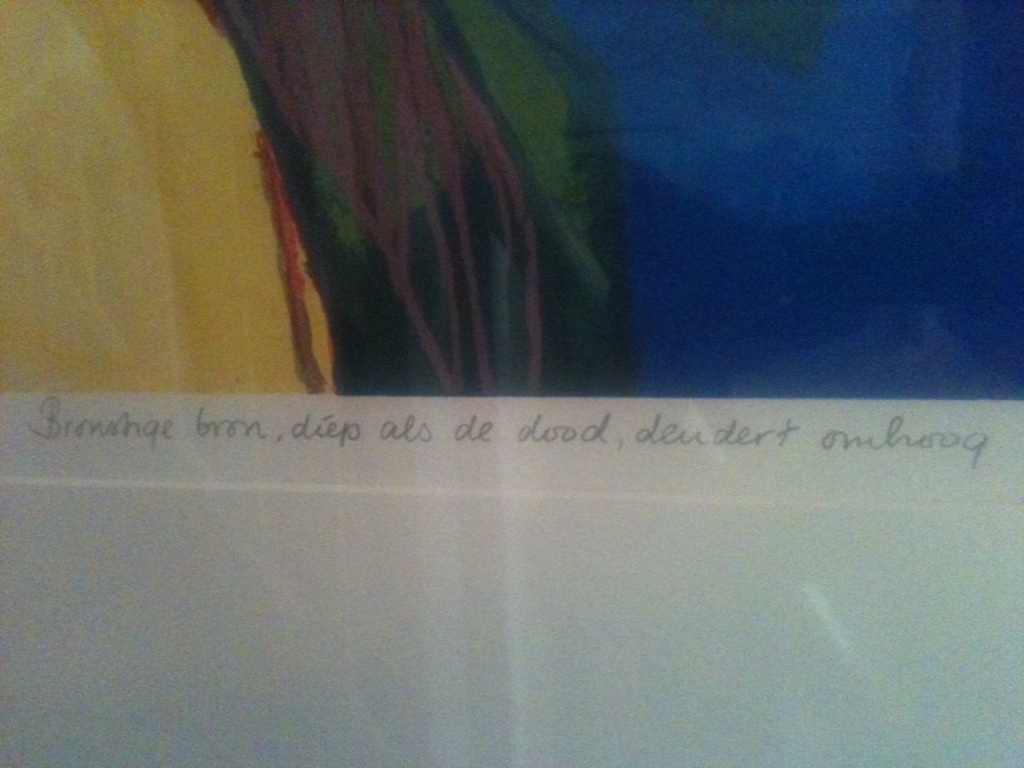 Bronstige bron, diep als de dood, dendert omhoog